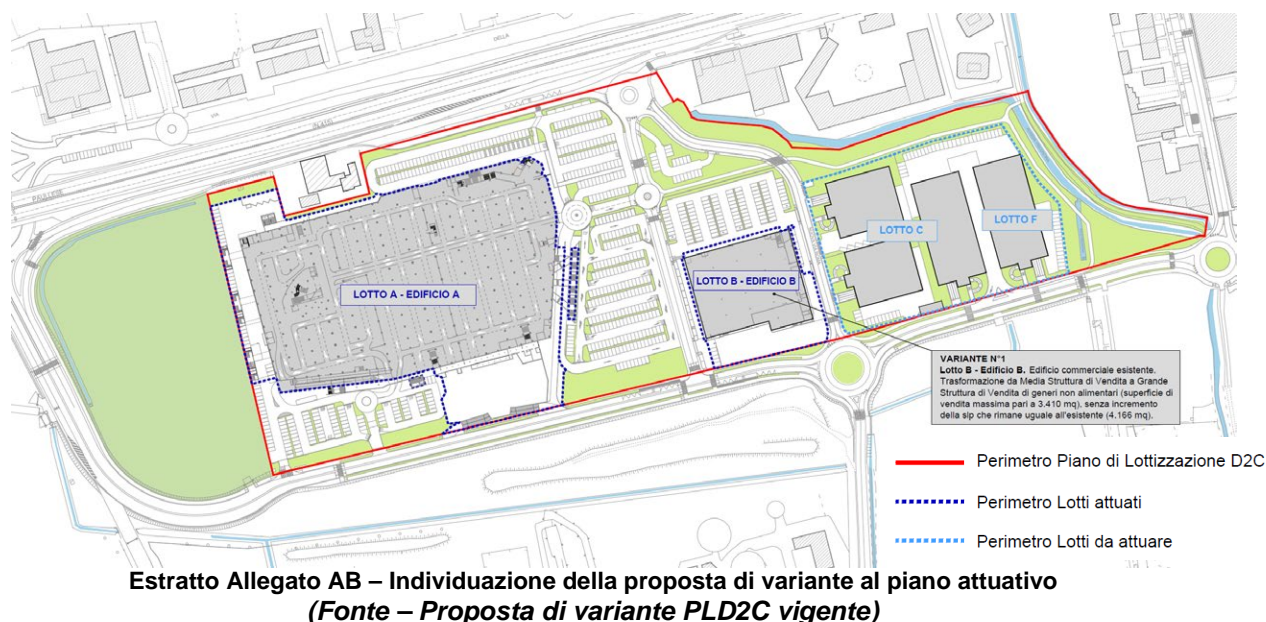 DELLA
PAULLESE
LOTTO A - EDIFICIO A
LOTTO B - EDIFICIO B
LOTTO C
LOTTO F
VARIANTE N°1
Lotto B - Edificio B. Edificio commerciale esistente.
Trasformazione da Media Struttura di Vendita a Grande
Struttura di Vendita di generi non alimentari (superficie di
vendita massima pari a 3.410 mq), senza incremento
della slp che rimane uguale all'esistente (4.166 mq).
Perimetro Piano di Lottizzazione D2C
Perimetro Lotti attuati
Perimetro Lotti da attuare
Estratto Allegato AB – Individuazione della proposta di variante al piano attuativo
(Fonte – Proposta di variante PLD2C vigente)